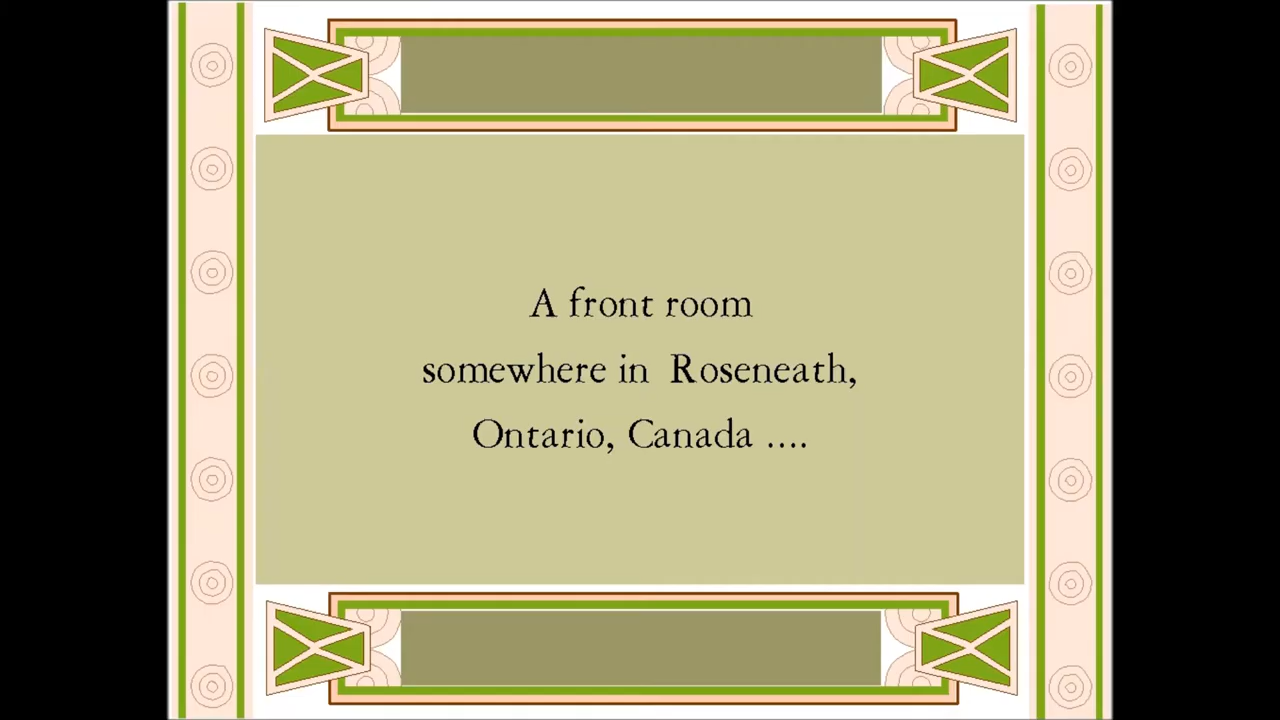 A front room
somewhere in Roseneath,
Ontario, Canada ....